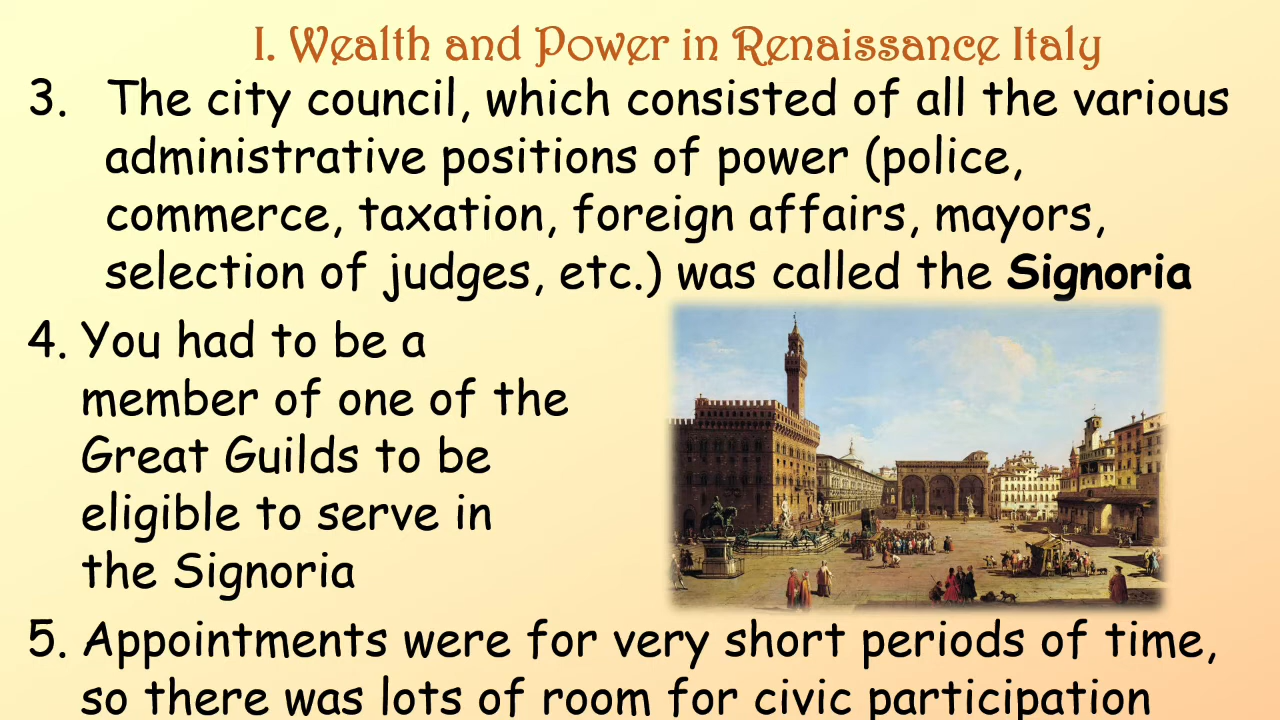 I. Wealth and Power in Renaissance Italy
3. The city council, which consisted of all the various
administrative positions of power (police,
commerce, taxation, foreign affairs, mayors,
selection of judges, etc.) was called the Signoria
4. You had to be a
member of one of the
Great Guilds to be
eligible to serve in
the Signoria
5. Appointments were for very short periods of time,
so there was lots of room for civic participation